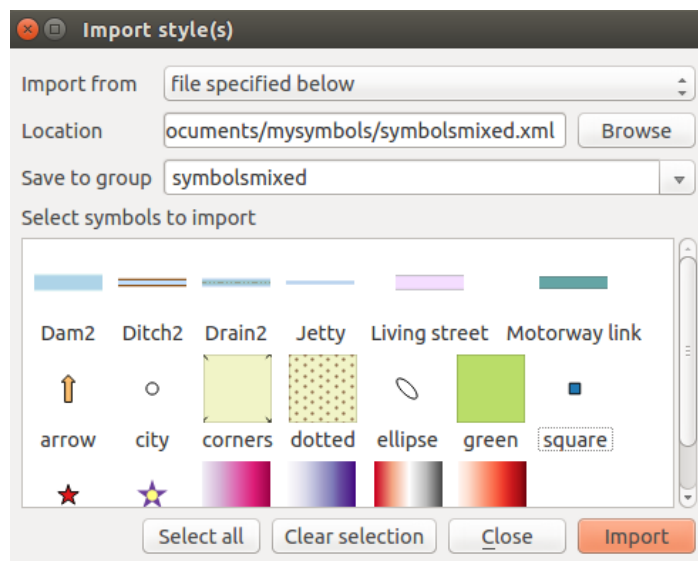 Import style(s)
Import from file specified below
Location ocuments/mysymbols/symbolsmixed.xml Browse
Save to group symbolsmixed
Select symbols to import
Dam2 Ditch2 Drain2 Jetty Living street Motorway link
arrow city corners dotted ellipse green square
Select all Clear selection Close Import